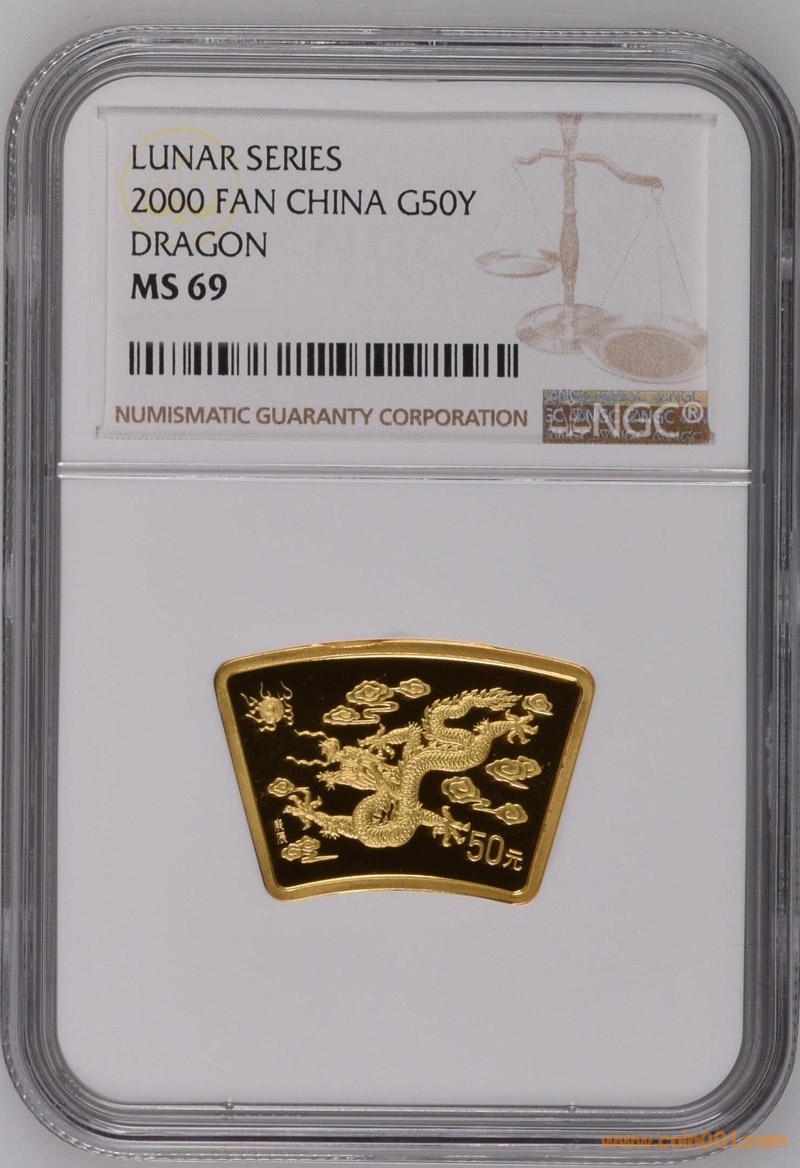 LUNAR SERIES
2000 FAN CHINA G50Y
DRAGON
MS 69
NUMISMATIC GUARANTY CORPORATION
NGC®
50元
www.coin001.com